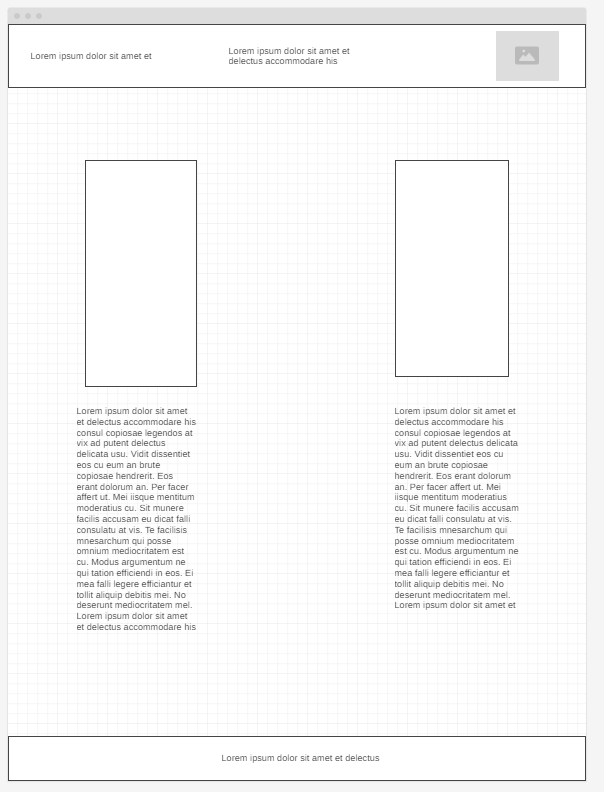 Lorem ipsum dolor sit amet et
Lorem ipsum dolor sit amet et
delectus accommodare his
Lorem ipsum dolor sit amet
et delectus accommodare his
consul copiosae legendos at
vix ad putent delectus
delicata usu. Vidit dissentiet
eos cu eum an brute
copiosae hendrerit. Eos
erant dolorum an. Per facer
affert ut. Mei iisque mentitum
moderatius cu. Sit munere
facilis accusam eu dicat falli
consulatu at vis. Te facilisis
mnesarchum qui posse
omnium mediocritatem est
cu. Modus argumentum ne
qui tation efficiendi in eos. Ei
mea falli legere efficiantur et
tollit aliquip debitis mei. No
deserunt mediocritatem mel.
Lorem ipsum dolor sit amet
et delectus accommodare his
Lorem ipsum dolor sit amet et
delectus accommodare his
consul copiosae legendos at
vix ad putent delectus delicata
usu. Vidit dissentiet eos cu
eum an brute copiosae
hendrerit. Eos erant dolorum
an. Per facer affert ut. Mei
iisque mentitum moderatius
cu. Sit munere facilis accusam
eu dicat falli consulatu at vis.
Te facilisis mnesarchum qui
posse omnium mediocritatem
est cu. Modus argumentum ne
qui tation efficiendi in eos. Ei
mea falli legere efficiantur et
tollit aliquip debitis mei. No
deserunt mediocritatem mel.
Lorem ipsum dolor sit amet et
Lorem ipsum dolor sit amet et delectus